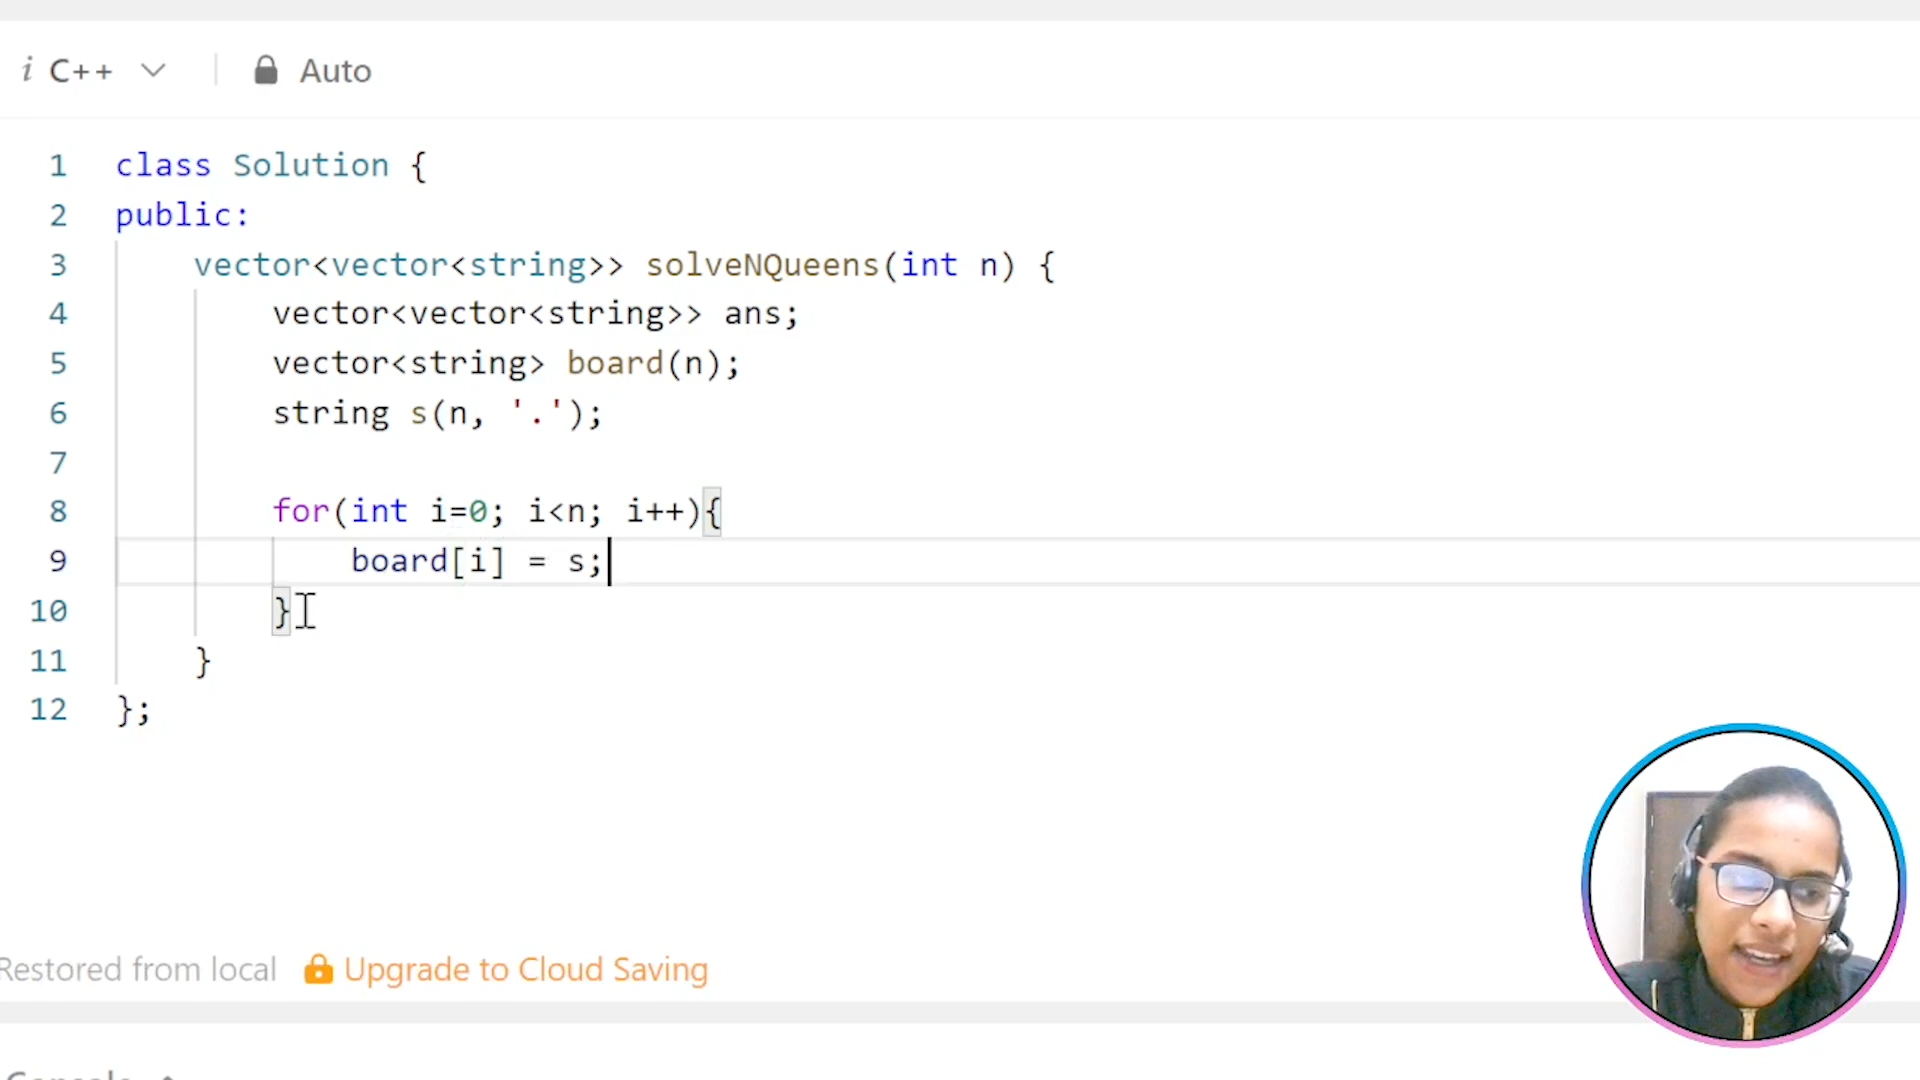 i C++ Auto
1 class Solution {
2 public:
3 vector<vector<string>> solveNQueens(int n) {
4 vector<vector<string>> ans;
5 vector<string> board(n);
6 string s(n, '.');
7
8 for(int i=0; i<n; i++){
9 board[i] = s;
10 }
11 }
12 };
Restored from local Upgrade to Cloud Saving